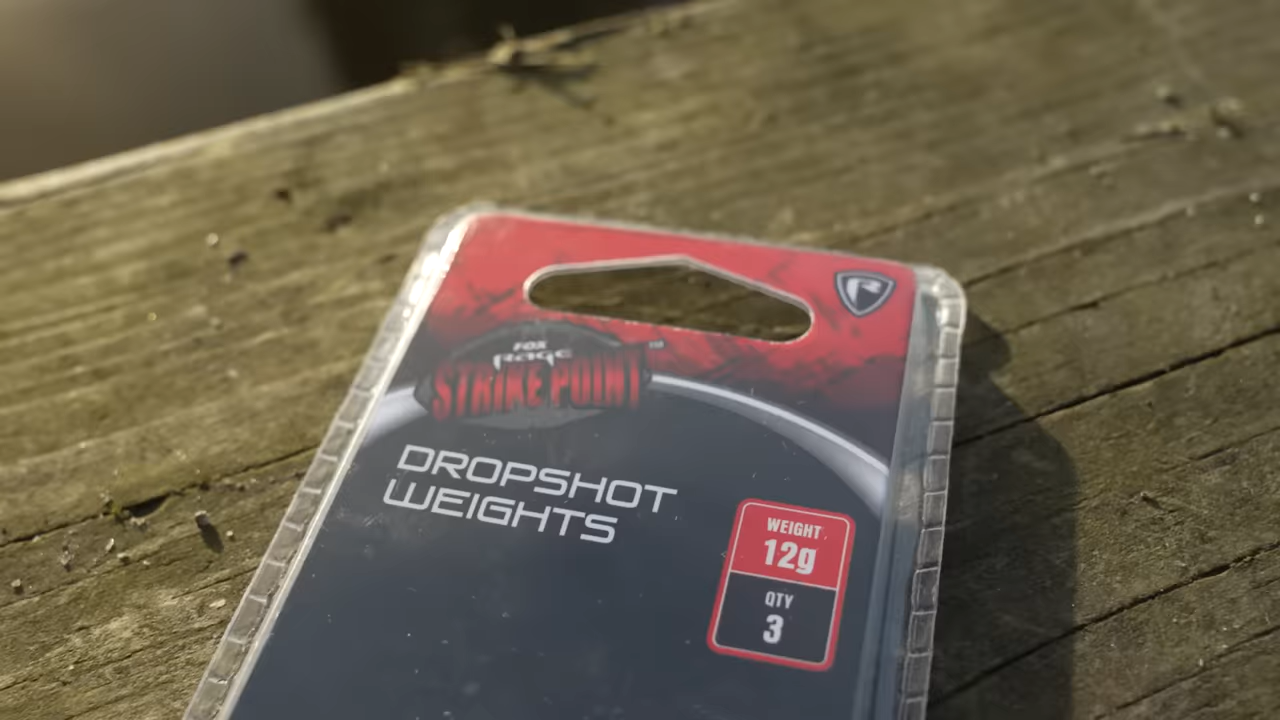 FOX
Rage
STRIKE POINT
DROPSHOT
WEIGHTS
WEIGHT
12g
QTY
3